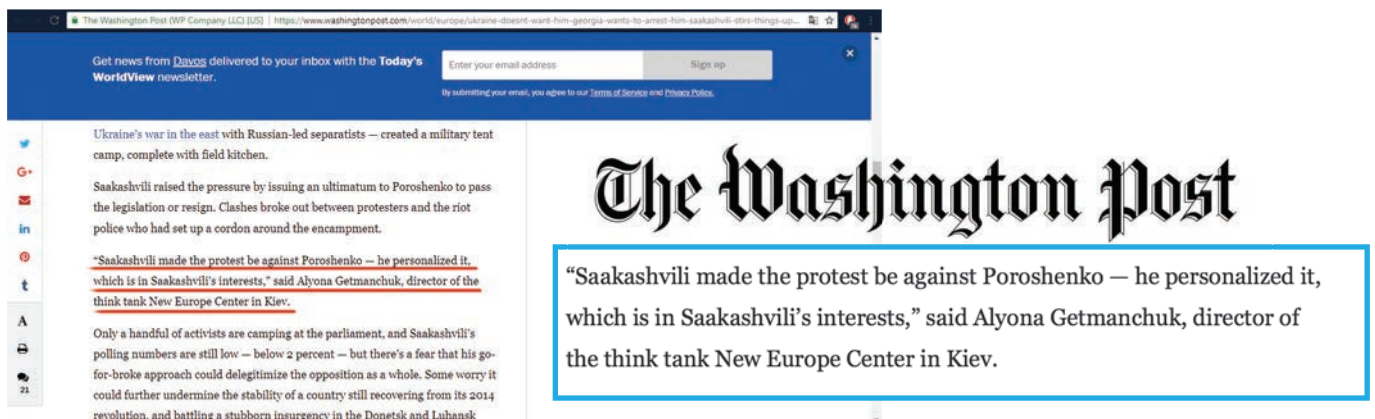 The Washington Post (WP Company LLC) [US] | https://www.washingtonpost.com/world/europe/ukraine-doesnt-want-him-georgia-wants-to-arrest-him-saakashvili-stirs-things-up...
Get news from Davos delivered to your inbox with the Today's
WorldView newsletter.
Enter your email address
Sign up
By submitting your email, you agree to our Terms of Service and Privacy Policy.
Ukraine's war in the east with Russian-led separatists — created a military tent
camp, complete with field kitchen.
Saakashvili raised the pressure by issuing an ultimatum to Poroshenko to pass
the legislation or resign. Clashes broke out between protesters and the riot
police who had set up a cordon around the encampment.
“Saakashvili made the protest be against Poroshenko — he personalized it,
which is in Saakashvili's interests,” said Alyona Getmanchuk, director of the
think tank New Europe Center in Kiev.
Only a handful of activists are camping at the parliament, and Saakashvili's
polling numbers are still low — below 2 percent — but there's a fear that his go-
for-broke approach could delegitimize the opposition as a whole. Some worry it
could further undermine the stability of a country still recovering from its 2014
revolution, and battling a stubborn insurgency in the Donetsk and Luhansk
G+
in
t
A
21
The Washington Post
“Saakashvili made the protest be against Poroshenko — he personalized it,
which is in Saakashvili’s interests,” said Alyona Getmanchuk, director of
the think tank New Europe Center in Kiev.